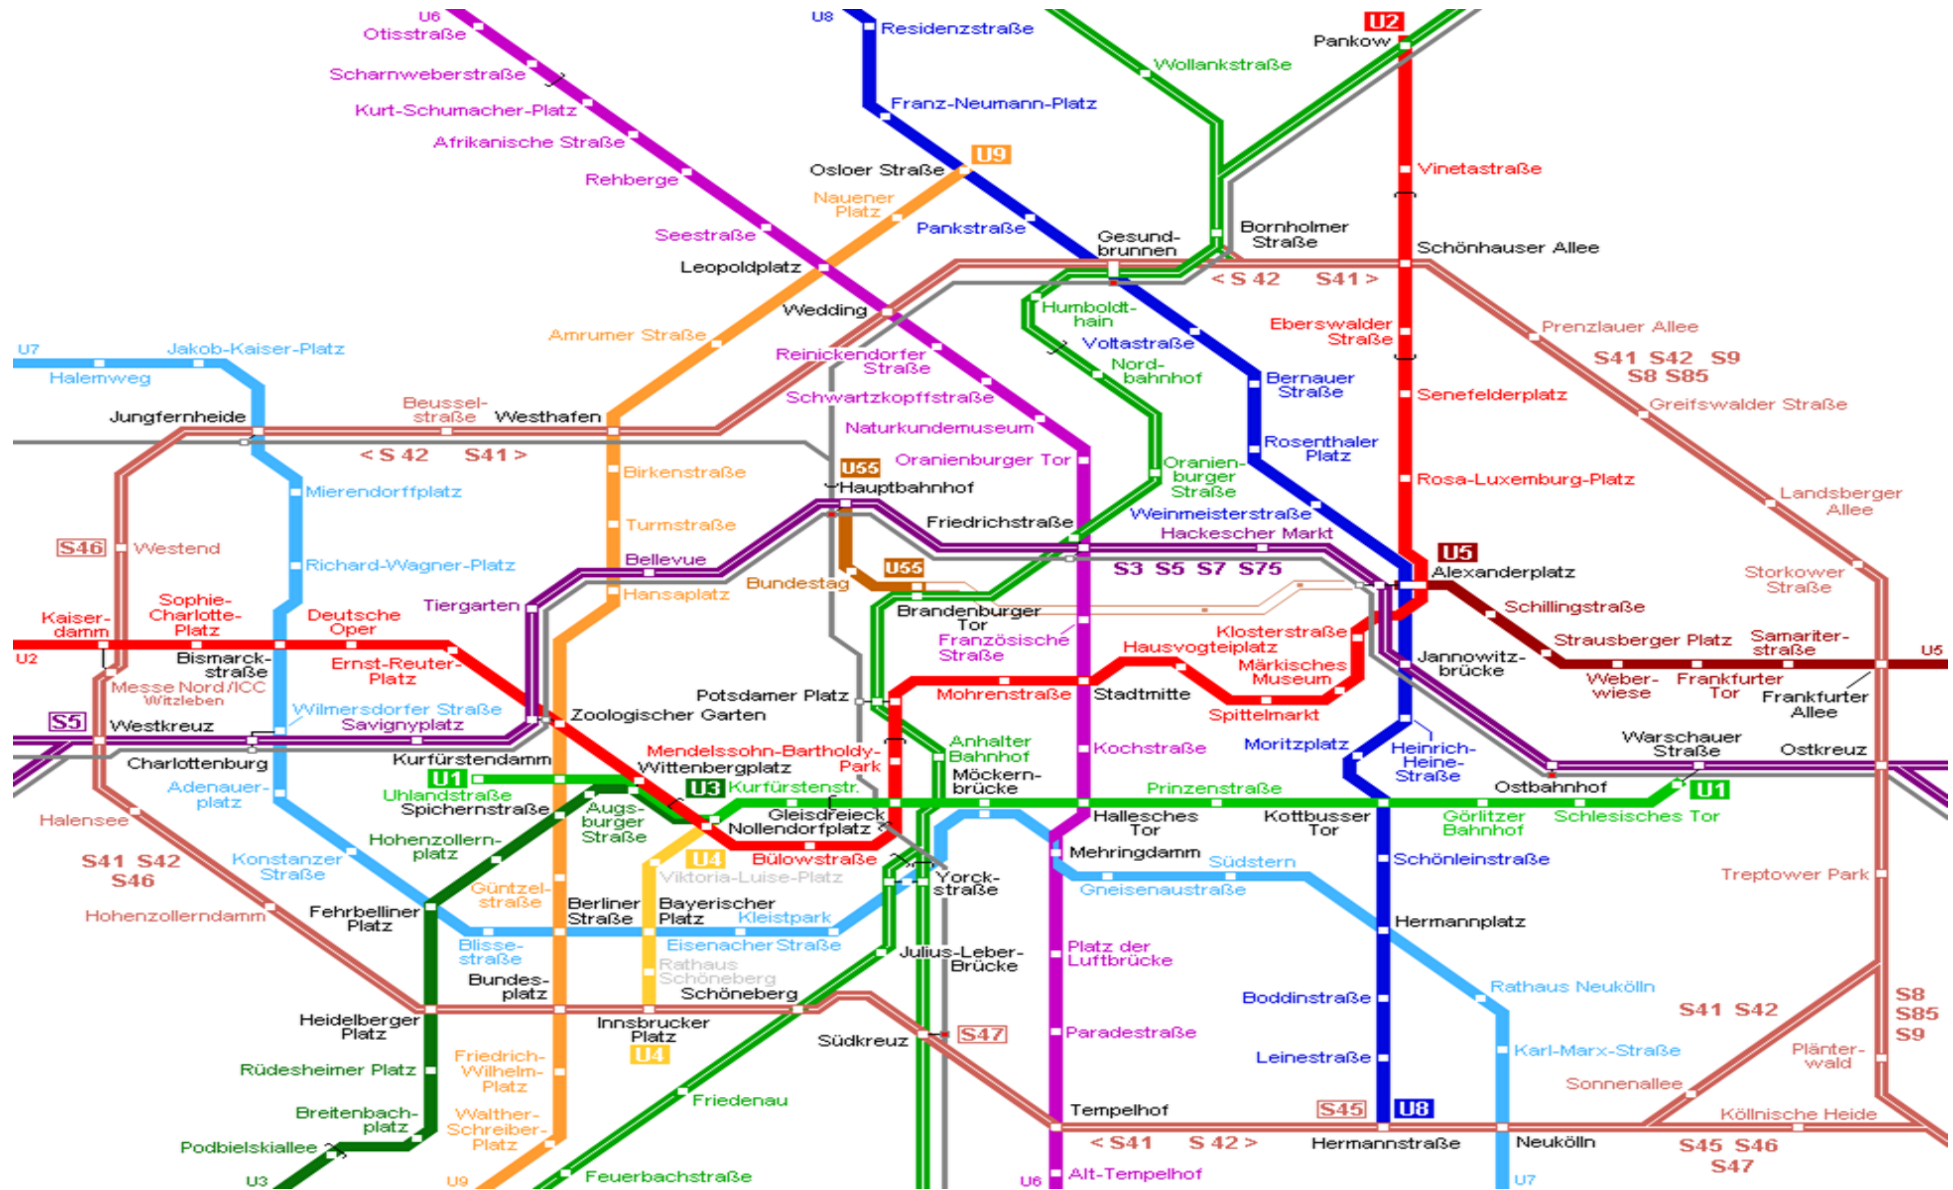 U6
Otisstraße
Scharnweberstraße
Kurt-Schumacher-Platz
Afrikanische Straße
Rehberge
Seestraße
Leopoldplatz
Wedding
U8
Residenzstraße
Franz-Neumann-Platz
Osloer Straße
U9
Nauener
Platz
Pankstraße
Wollankstraße
U2
Pankow
Vinetastraße
Gesund-
brunnen
Bornholmer
Straße
Schönhauser Allee
< S 42
S41 >
Amrumer Straße
Reinickendorfer
Straße
Schwartzkopffstraße
Naturkundemuseum
Oranienburger Tor
Humboldt-
hain
Voltastraße
Nord-
bahnhof
Eberswalder
Straße
Bernauer
Straße
Senefelderplatz
Prenzlauer Allee
S41 S42 S9
S8 S85
Greifswalder Straße
U7
Halemweg
Jakob-Kaiser-Platz
Jungfernheide
Beussel-
straße
Westhafen
< S 42
S41 >
Rosenthaler
Platz
Rosa-Luxemburg-Platz
Oranien-
burger
Straße
Weinmeisterstraße
Landsberger
Allee
Mierendorffplatz
Birkenstraße
U55
Hauptbahnhof
Turmstraße
Friedrichstraße
Hackescher Markt
S46
Westend
Richard-Wagner-Platz
Bellevue
Bundestag
U55
S3 S5 S7 S75
U5
Alexanderplatz
Storkower
Straße
Hansaplatz
Tiergarten
Brandenburger
Tor
Schillingstraße
Kaiser-
damm
Sophie-
Charlotte-
Platz
Deutsche
Oper
Französische
Straße
Hausvogteiplatz
Klosterstraße
Märkisches
Museum
Strausberger Platz
Samariter-
straße
U5
U2
Bismarck-
straße
Ernst-Reuter-
Platz
Jannowitz-
brücke
Weber-
wiese
Frankfurter
Tor
Frankfurter
Allee
Messe Nord/ICC
Witzleben
Potsdamer Platz
Mohrenstraße
Stadtmitte
Spittelmarkt
S5
Westkreuz
Wilmersdorfer Straße
Savignyplatz
Zoologischer Garten
Charlottenburg
Kurfürstendamm
Mendelssohn-Bartholdy-
Park
Wittenbergplatz
Anhalter
Bahnhof
Möckern-
brücke
Kochstraße
Moritzplatz
Heinrich-
Heine-
Straße
Warschauer
Straße
Ostkreuz
Adenauer-
platz
U1
Uhlandstraße
Spichernstraße
U3
Augs-
burger
Straße
Kurfürstenstr.
Gleisdreieck
Nollendorfplatz
Prinzenstraße
Ostbahnhof
U1
Hallesches
Tor
Kottbusser
Tor
Görlitzer
Bahnhof
Schlesisches Tor
Halensee
Hohenzollern-
platz
Konstanzer
Straße
U4
Bülowstraße
Mehringdamm
Südstern
Schönleinstraße
S41 S42
S46
Viktoria-Luise-Platz
Yorck-
straße
Gneisenaustraße
Treptower Park
Hohenzollerndamm
Güntzel-
straße
Fehrbelliner
Platz
Berliner
Straße
Bayerischer
Platz
Kleistpark
Hermannplatz
Blisse-
straße
Eisenacher Straße
Julius-Leber-
Brücke
Platz der
Luftbrücke
Bundes-
platz
Rathaus
Schöneberg
Schöneberg
Boddinstraße
Rathaus Neukölln
S41 S42
S8
S85
S9
Heidelberger
Platz
Innsbrucker
Platz
U4
Südkreuz
S47
Paradestraße
Leinestraße
Karl-Marx-Straße
Plänter-
wald
Rüdesheimer Platz
Friedrich-
Wilhelm-
Platz
Friedenau
Sonnenallee
Breitenbach-
platz
Walther-
Schreiber-
Platz
Tempelhof
S45
U8
Köllnische Heide
Podbielskiallee
< S41
S 42 >
Hermannstraße
Neukölln
S45 S46
S47
U3
U9
Feuerbachstraße
U6
Alt-Tempelhof
U7